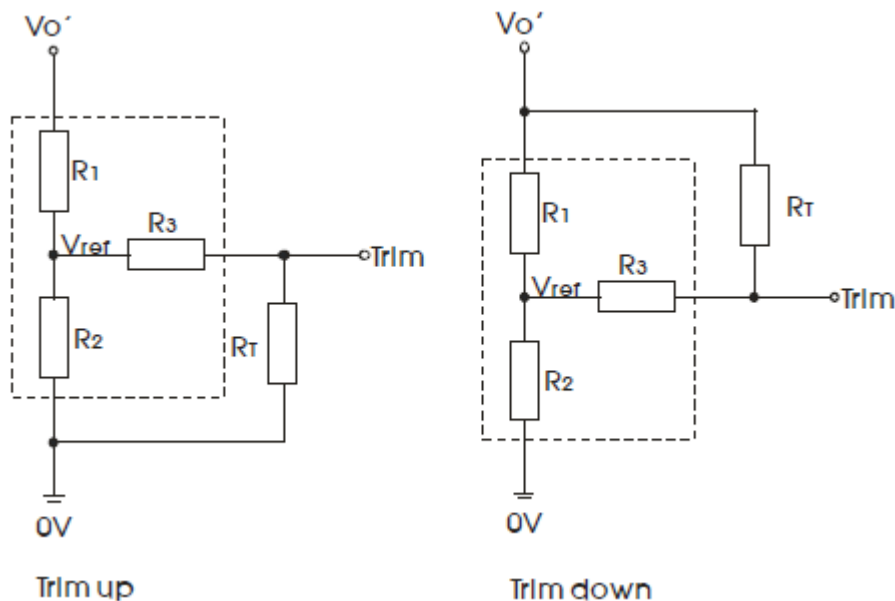 Vo′
R1
R3
Vref
Trim
R2
RT
0V
Trim up
Vo′
R1
RT
R3
Vref
Trim
R2
0V
Trim down